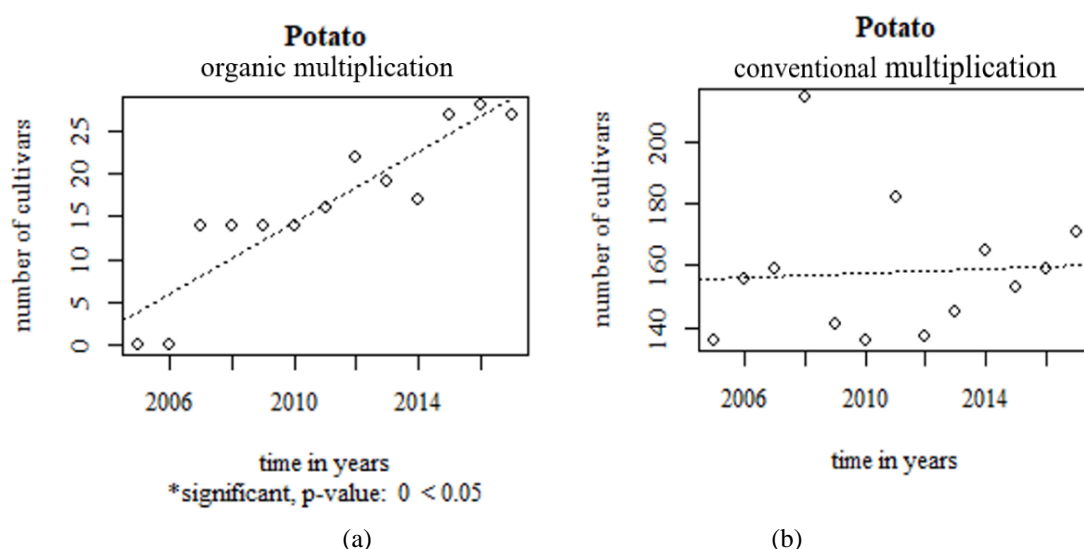 Potato
organic multiplication
number of cultivars
25
20
15
10
5
0
2006 2010 2014
time in years
*significant, p-value: 0 < 0.05
(a)
Potato
conventional multiplication
number of cultivars
200
180
160
140
2006 2010 2014
time in years
(b)